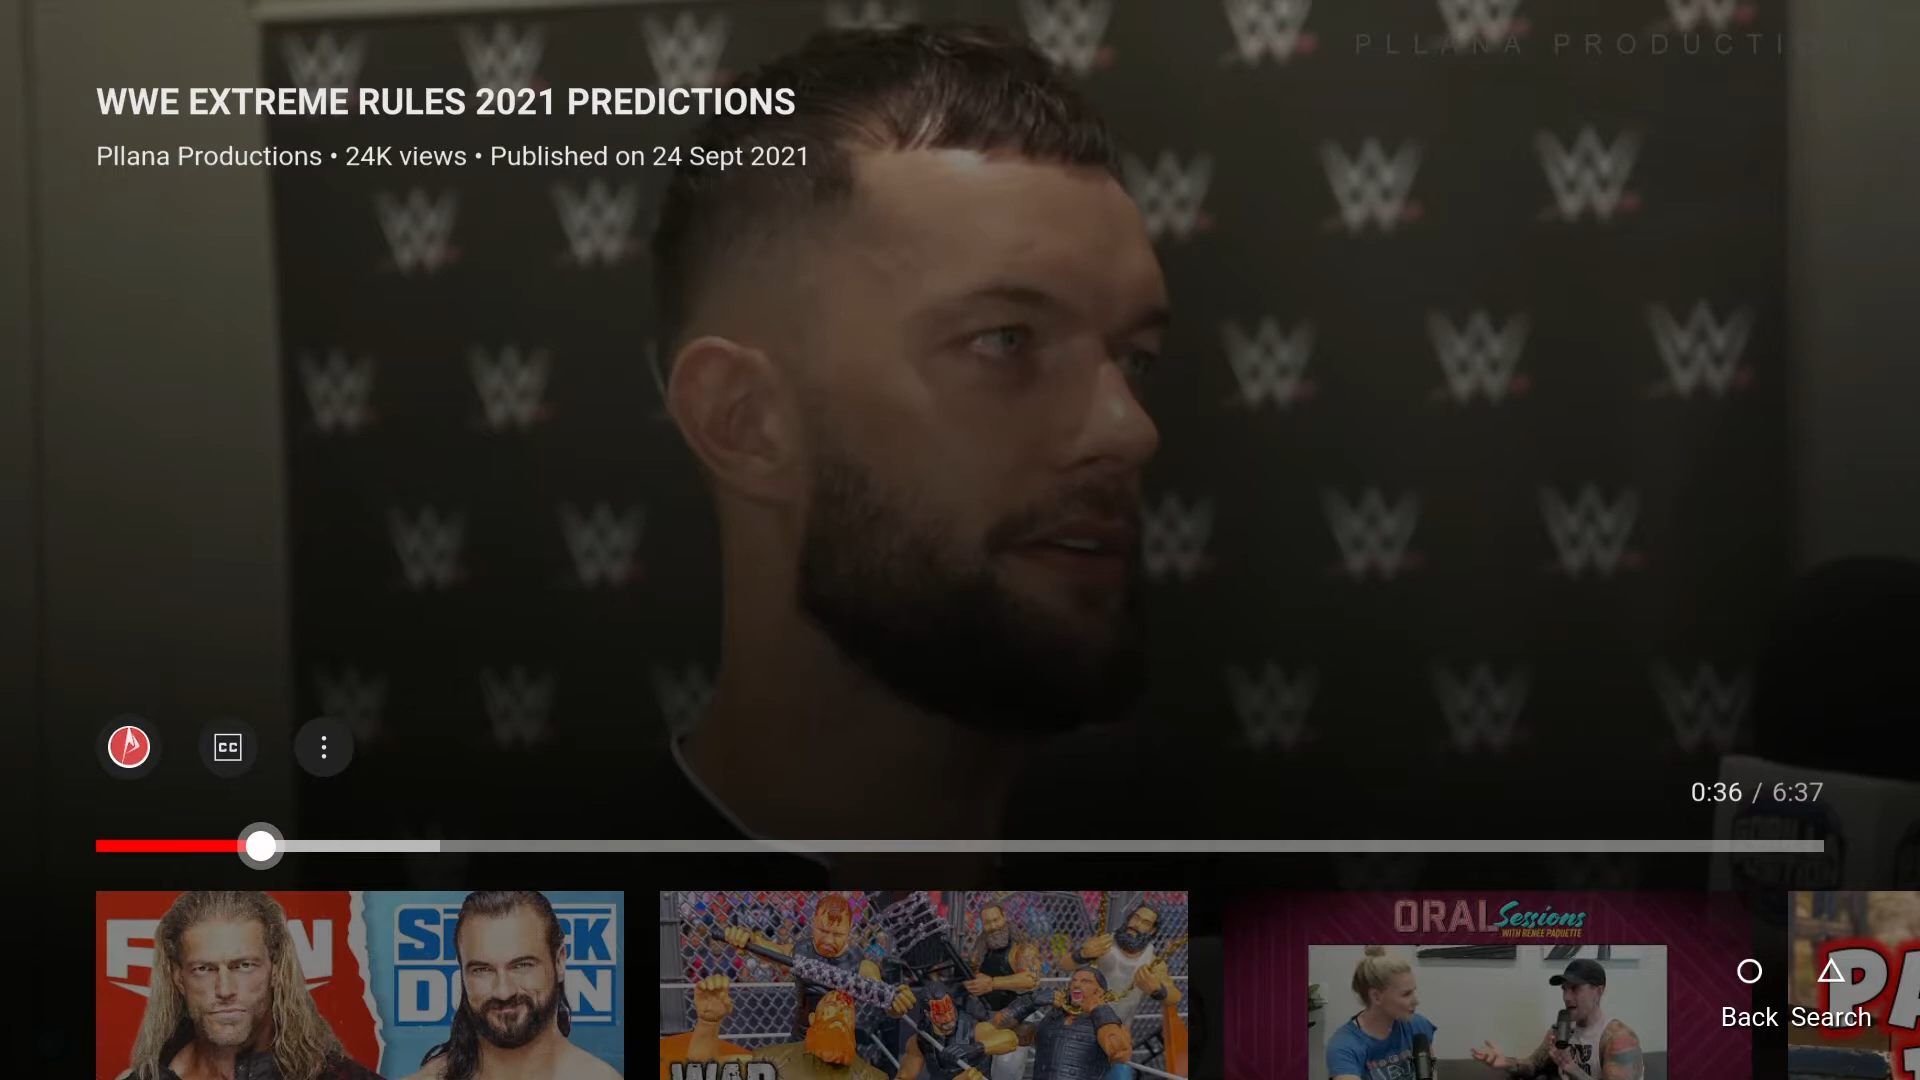 PLLANA PRODUCTI
WWE EXTREME RULES 2021 PREDICTIONS
Pllana Productions • 24K views • Published on 24 Sept 2021
CC
0:36 / 6:37
ORAL Sessions
WITH RENEE PAQUETTE
WAR
Back Search